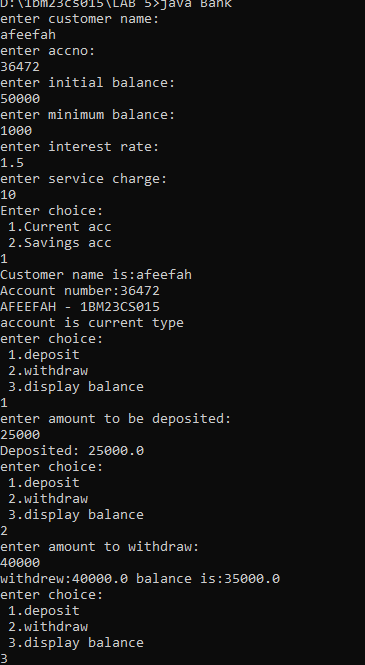 D:\1bm23cs015\LAB 5>java Bank
enter customer name:
afeefah
enter accno:
36472
enter initial balance:
50000
enter minimum balance:
1000
enter interest rate:
1.5
enter service charge:
10
Enter choice:
 1.Current acc
 2.Savings acc
1
Customer name is:afeefah
Account number:36472
AFEEFAH - 1BM23CS015
account is current type
enter choice:
 1.deposit
 2.withdraw
 3.display balance
1
enter amount to be deposited:
25000
Deposited: 25000.0
enter choice:
 1.deposit
 2.withdraw
 3.display balance
2
enter amount to withdraw:
40000
withdrew:40000.0 balance is:35000.0
enter choice:
 1.deposit
 2.withdraw
 3.display balance
3